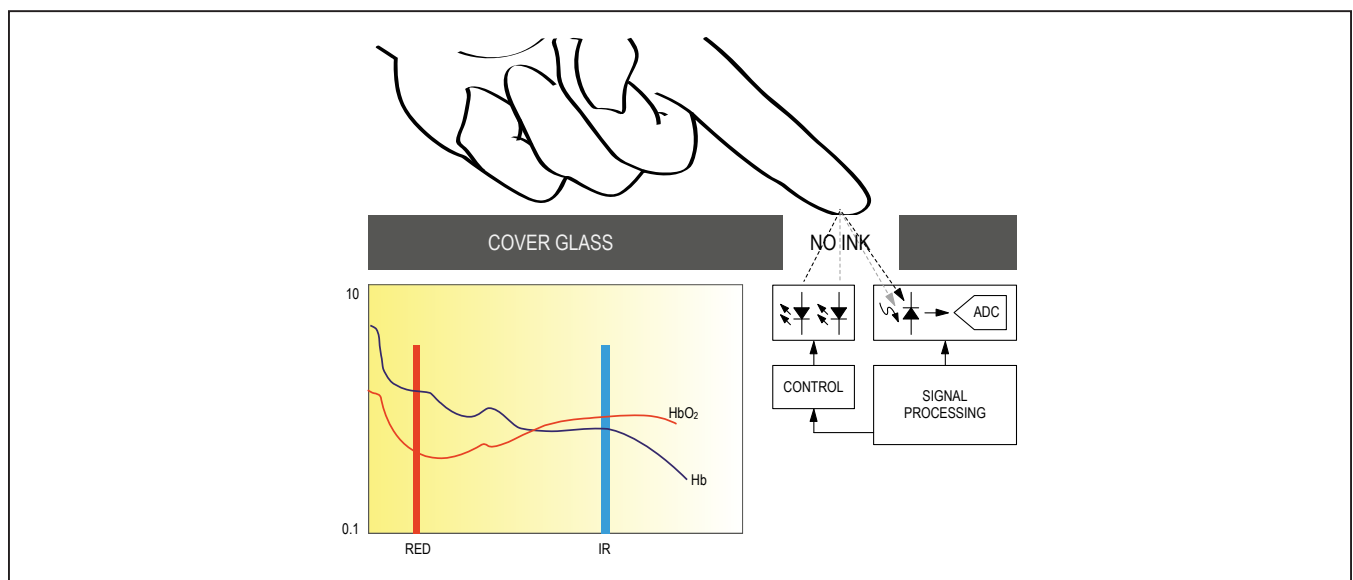 COVER GLASS
NO INK
10
ADC
CONTROL
SIGNAL
PROCESSING
HbO₂
Hb
0.1
RED
IR